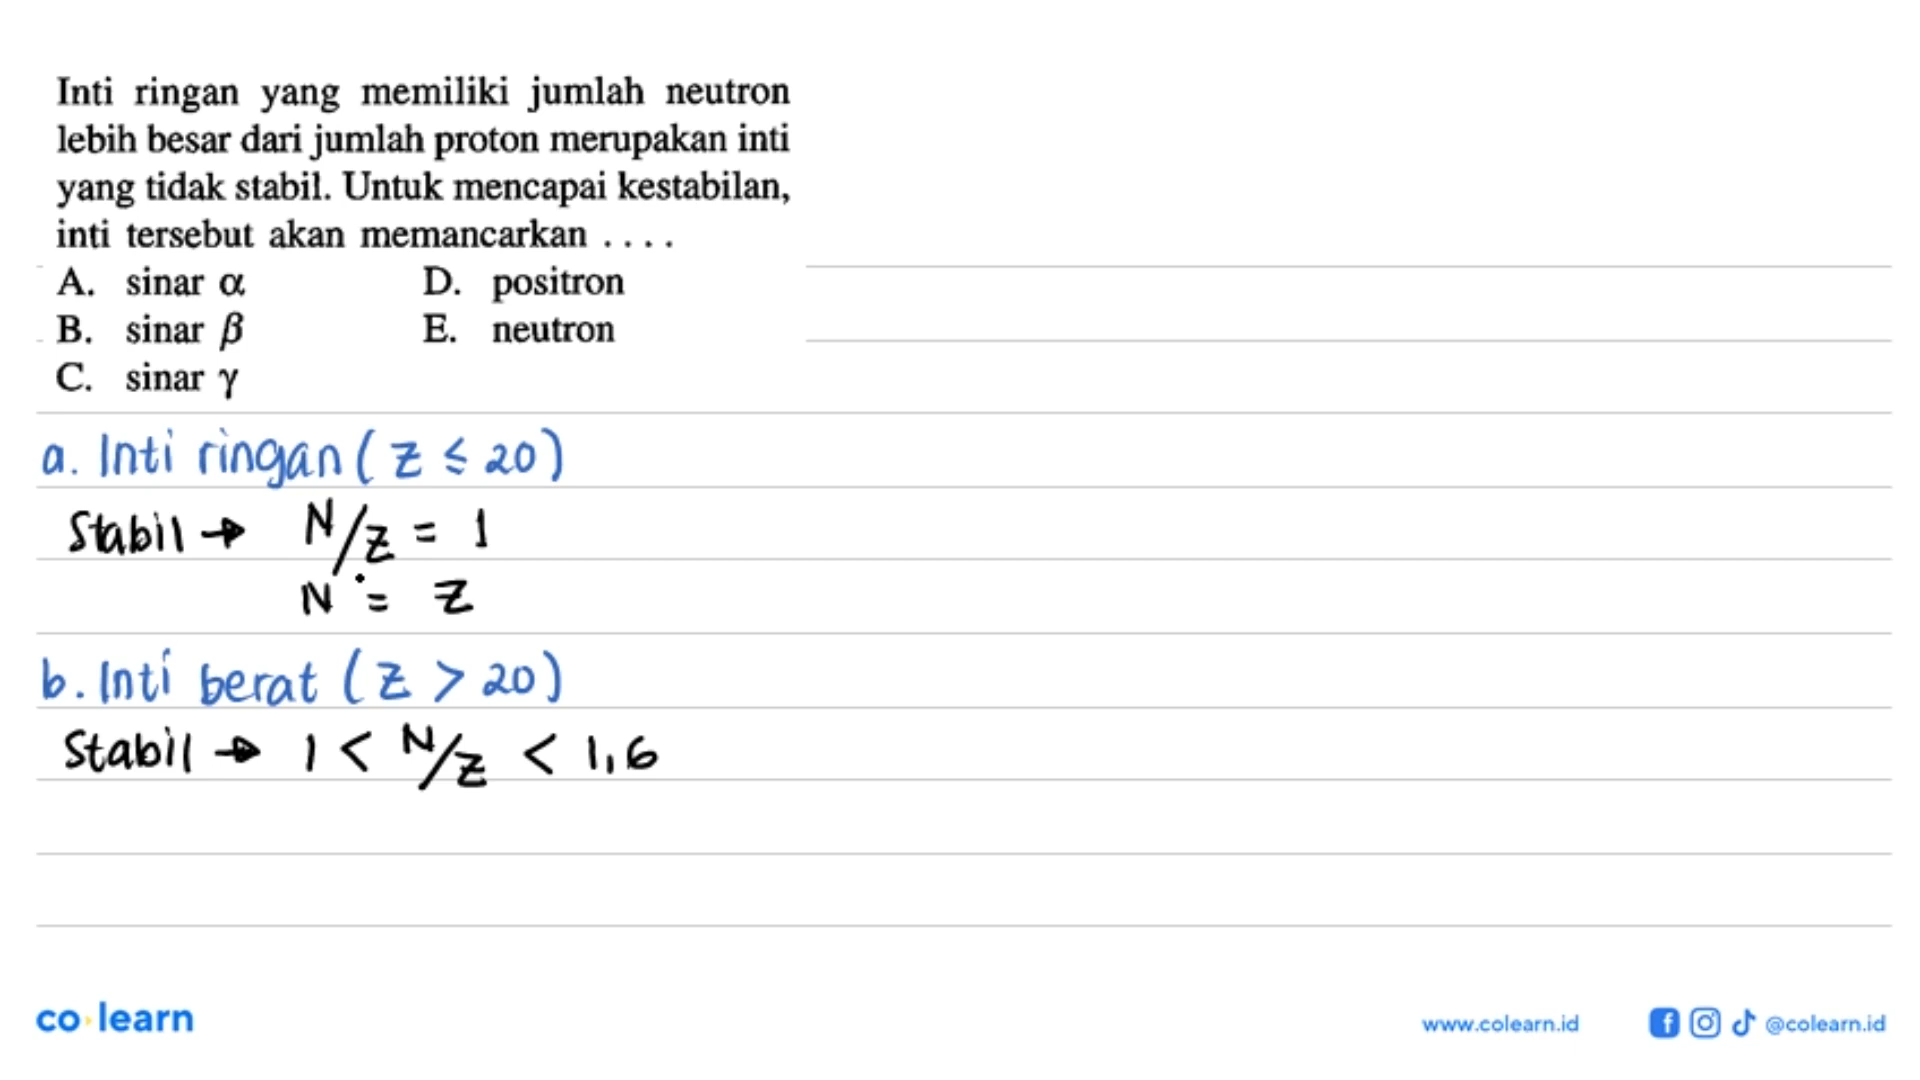 Inti ringan yang memiliki jumlah neutron
lebih besar dari jumlah proton merupakan inti
yang tidak stabil. Untuk mencapai kestabilan,
inti tersebut akan memancarkan . . . .
A. sinar α
B. sinar β
C. sinar γ
D. positron
E. neutron
a. Inti ringan ( Z ≤ 20 )
Stabil → N/Z = 1
N = Z
b. Inti berat ( Z > 20 )
Stabil → 1 < N/Z < 1,6
co learn
www.colearn.id
@colearn.id